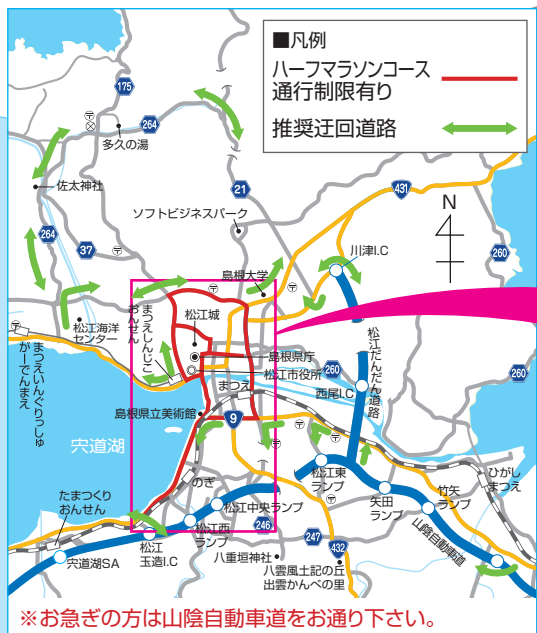 ■凡例
ハーフマラソンコース
通行制限有り
推奨迂回道路
175
264
多久の湯
佐太神社
21
431
N
ソフトビジネスパーク
264
37
260
川津I.C
島根大学
まつえしんじこ
おんせん
松江城
松江海洋
センター
まつえいんぐりっしゅ
がーでんまえ
島根県庁
松江市役所
松江だんだん道路
260
260
西尾I.C
まつえ
島根県立美術館
9
宍道湖
のぎ
松江東
ランプ
ひがし
まつえ
竹矢
ランプ
矢田
ランプ
たまつくり
おんせん
松江中央ランプ
松江西
ランプ
246
247
432
山陰自動車道
松江
玉造I.C
宍道湖SA
八重垣神社
八雲風土記の丘
出雲かんべの里
※お急ぎの方は山陰自動車道をお通り下さい。